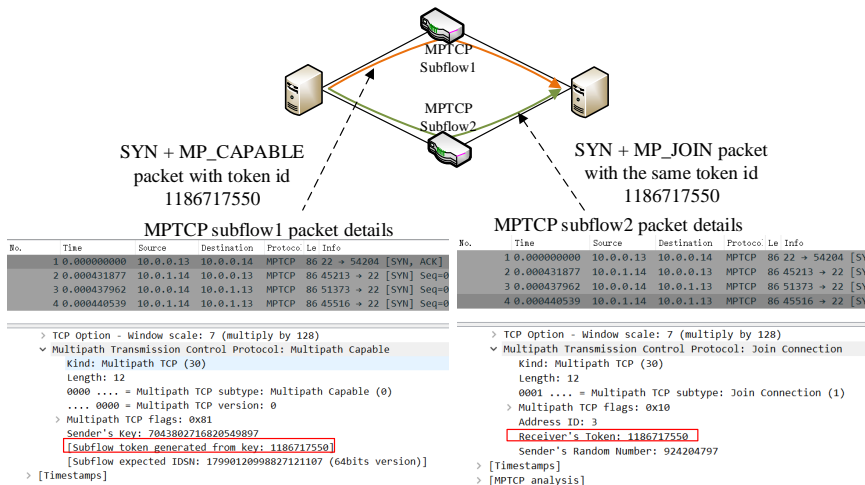 MPTCP
Subflow1
MPTCP
Subflow2
SYN + MP_CAPABLE
packet with token id
1186717550
SYN + MP_JOIN packet
with the same token id
1186717550
MPTCP subflow1 packet details
No. Time Source Destination Protoco Le Info
1 0.000000000 10.0.0.13 10.0.0.14 MPTCP 86 22 → 54204 [SYN, ACK]
2 0.000431877 10.0.1.14 10.0.0.13 MPTCP 86 45213 → 22 [SYN] Seq=0
3 0.000437962 10.0.0.14 10.0.1.13 MPTCP 86 51373 → 22 [SYN] Seq=0
4 0.000440539 10.0.1.14 10.0.1.13 MPTCP 86 45516 → 22 [SYN] Seq=0
> TCP Option - Window scale: 7 (multiply by 128)
Multipath Transmission Control Protocol: Multipath Capable
Kind: Multipath TCP (30)
Length: 12
0000 .... = Multipath TCP subtype: Multipath Capable (0)
.... 0000 = Multipath TCP version: 0
> Multipath TCP flags: 0x81
Sender's Key: 7043802716820549897
[Subflow token generated from key: 1186717550]
[Subflow expected IDSN: 17990120998827121107 (64bits version)]
> [Timestamps]
MPTCP subflow2 packet details
No. Time Source Destination Protoco Le Info
1 0.000000000 10.0.0.13 10.0.0.14 MPTCP 86 22 → 54204 [SY
2 0.000431877 10.0.1.14 10.0.0.13 MPTCP 86 45213 → 22 [SY
3 0.000437962 10.0.0.14 10.0.1.13 MPTCP 86 51373 → 22 [SY
4 0.000440539 10.0.1.14 10.0.1.13 MPTCP 86 45516 → 22 [SY
> TCP Option - Window scale: 7 (multiply by 128)
Multipath Transmission Control Protocol: Join Connection
Kind: Multipath TCP (30)
Length: 12
0001 .... = Multipath TCP subtype: Join Connection (1)
> Multipath TCP flags: 0x10
Address ID: 3
Receiver's Token: 1186717550
Sender's Random Number: 924204797
> [Timestamps]
> [MPTCP analysis]